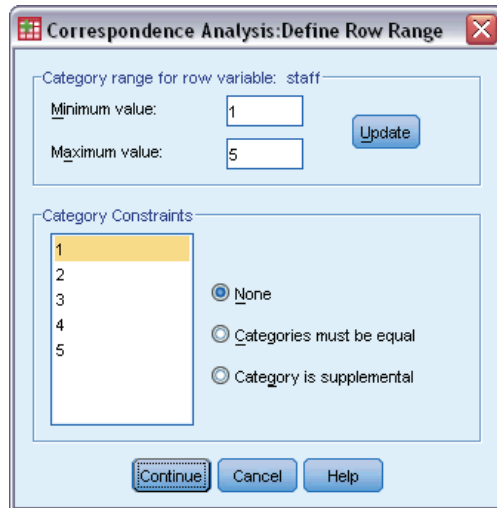 Correspondence Analysis:Define Row Range
Category range for row variable: staff
Minimum value: 1
Update
Maximum value: 5
Category Constraints
1
2
3
4
5
None
Categories must be equal
Category is supplemental
Continue Cancel Help